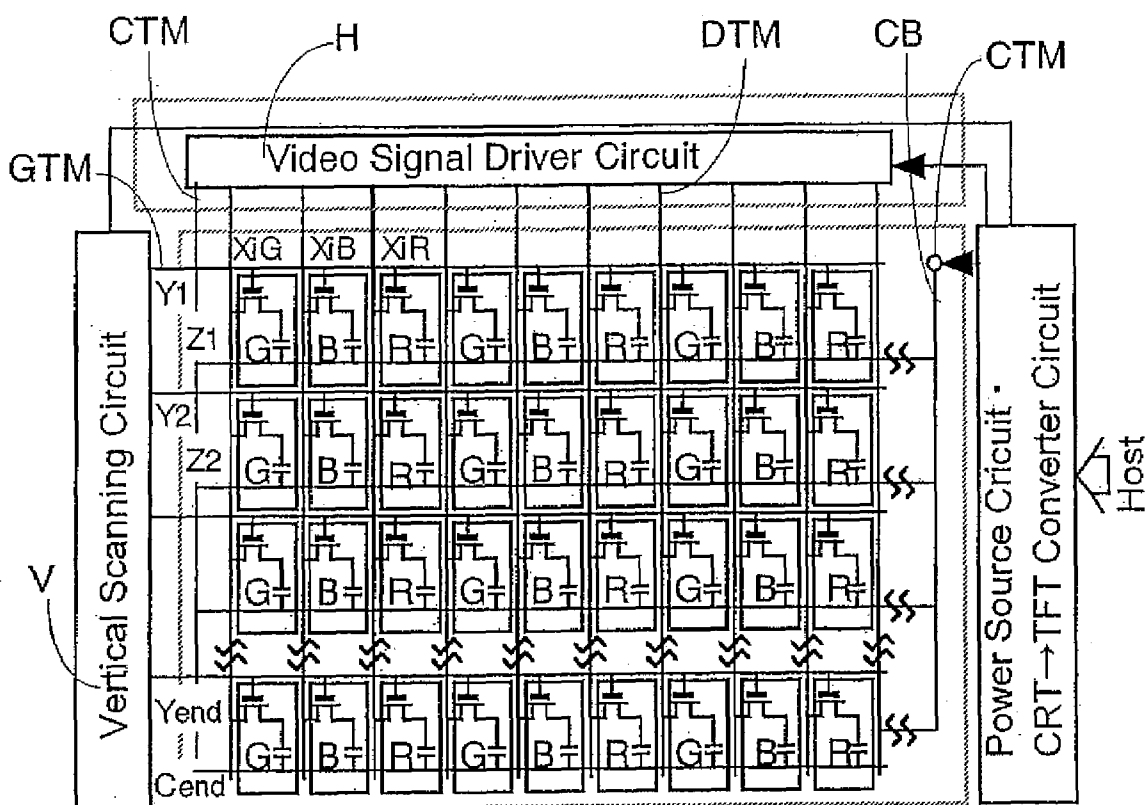 CTM H DTM CB CTM
Video Signal Driver Circuit
GTM
XiG XiB XiR
Y1
Z1 G B R G B R G B R
Y2
Z2 G B R G B R G B R
G B R G B R G B R
V
Yend
G B R G B R G B R
Cend
Vertical Scanning Circuit
Power Source Cricuit ·
CRT→TFT Converter Circuit
Host